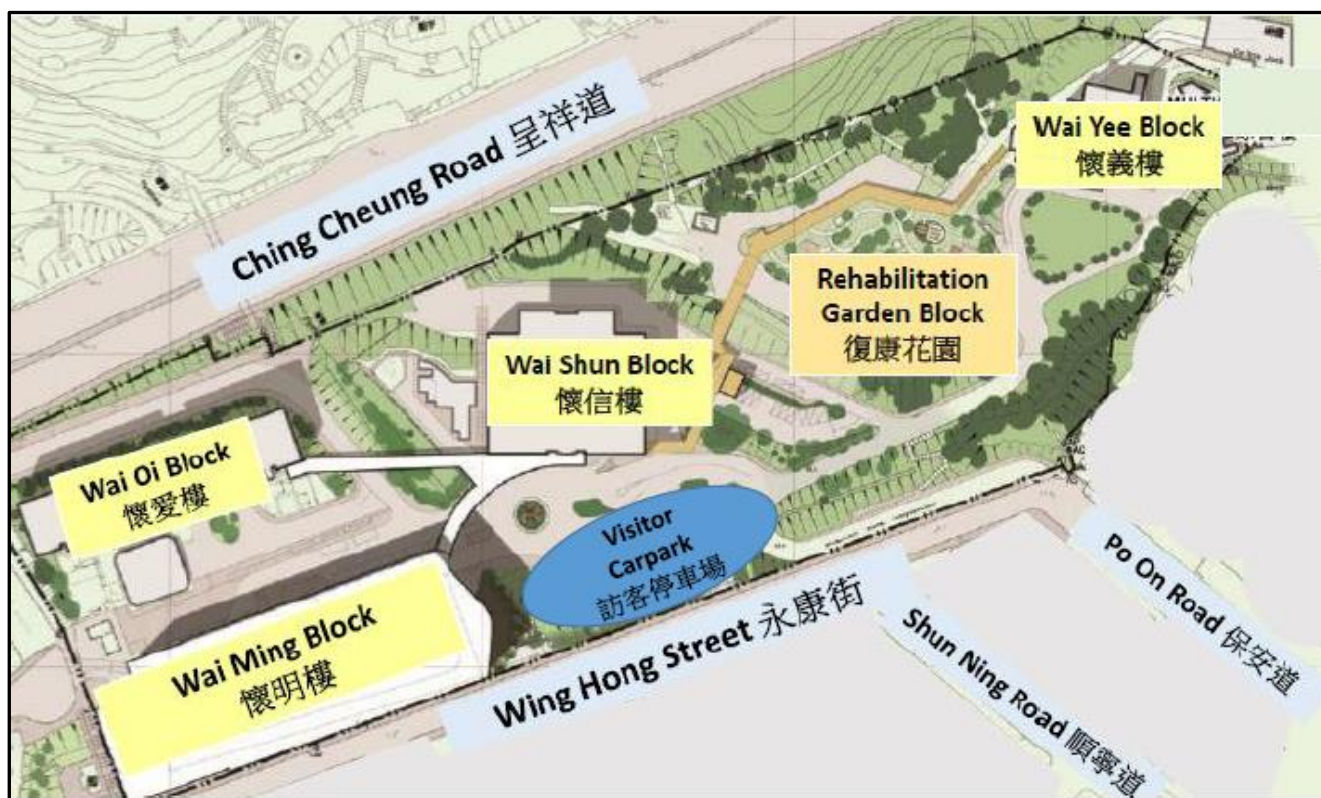 Ching Cheung Road 呈祥道
Wai Yee Block
懷義樓
Rehabilitation
Garden Block
復康花園
Wai Shun Block
懷信樓
Wai Oi Block
懷愛樓
Visitor
Carpark
訪客停車場
Wai Ming Block
懷明樓
Wing Hong Street 永康街
Po On Road 保安道
Shun Ning Road 順寧道